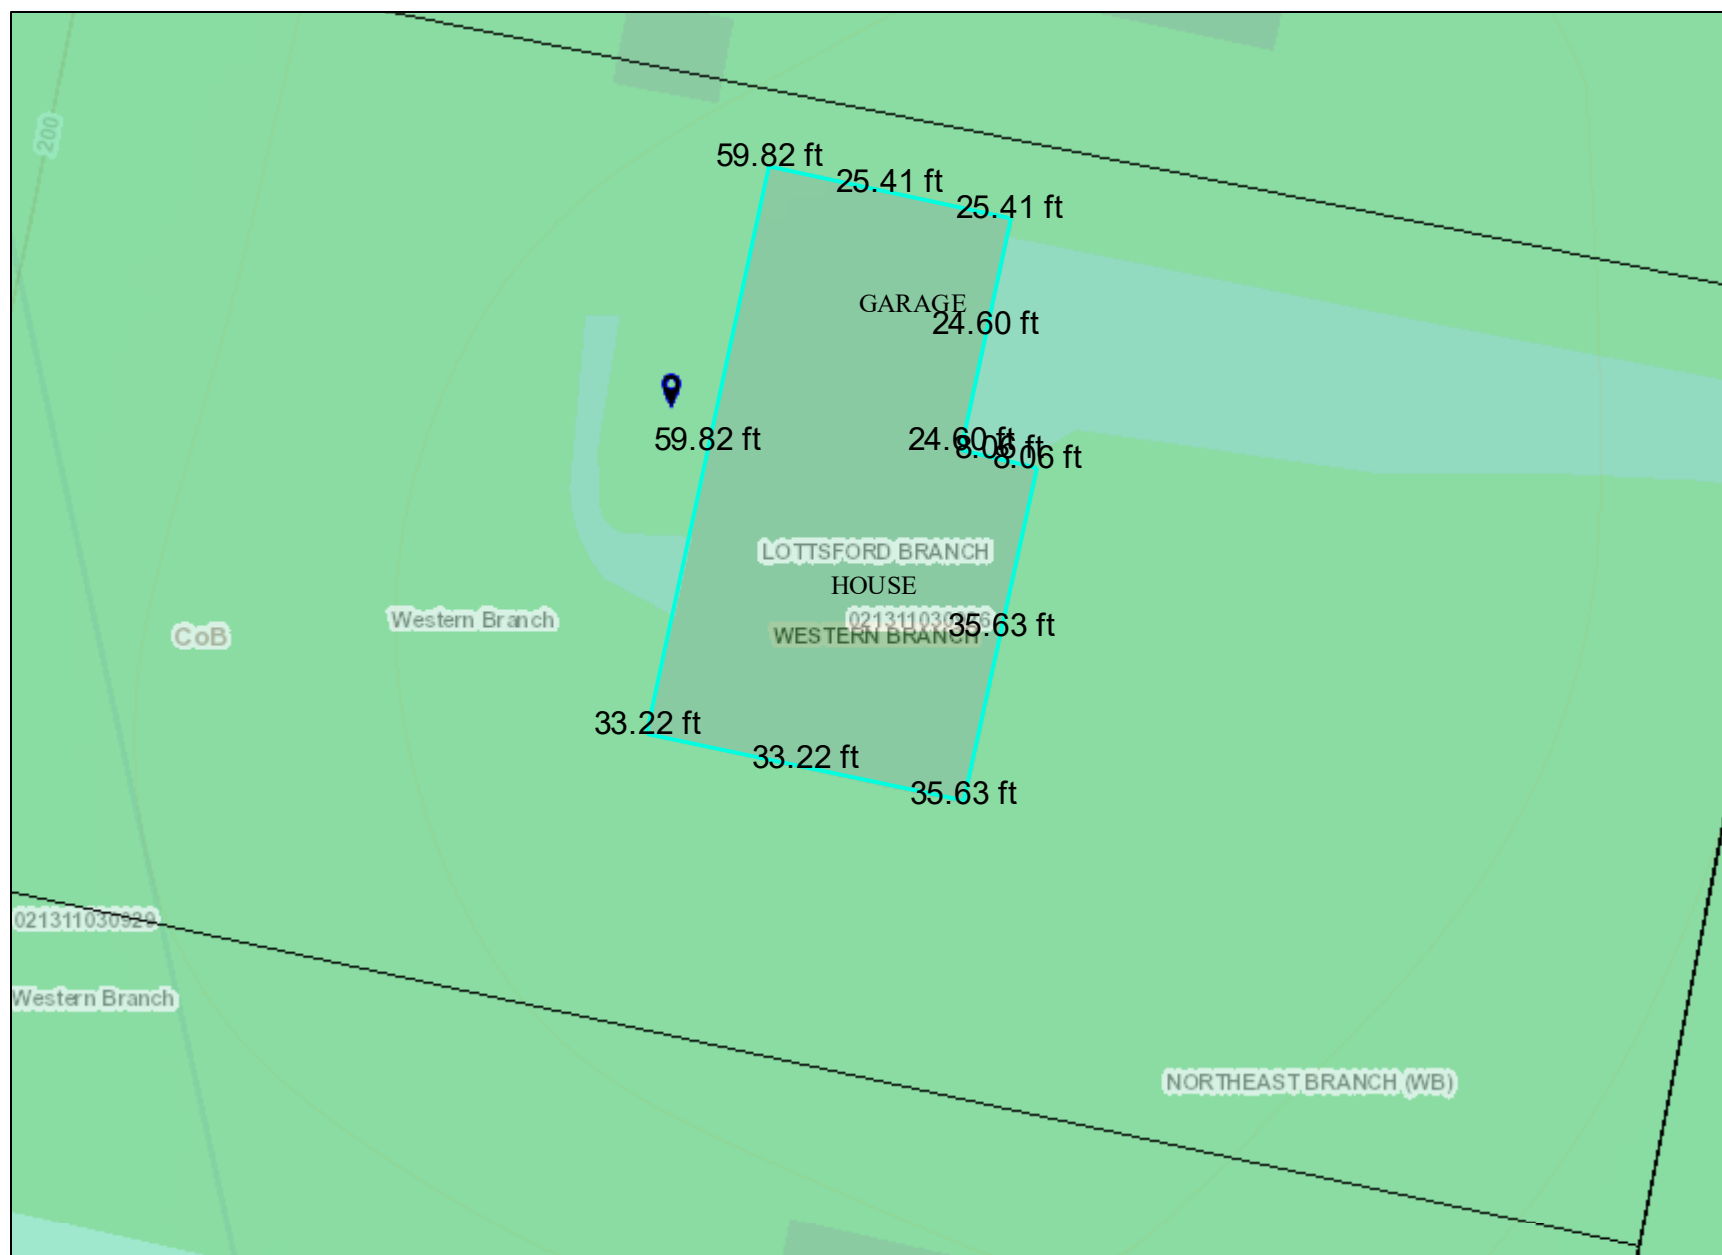 200
59.82 ft
25.41 ft
25.41 ft
GARAGE
24.60 ft
59.82 ft
24.60 ft
8.06 ft
8.06 ft
LOTTSFORD BRANCH
HOUSE
Western Branch
CoB
35.63 ft
WESTERN BRANCH
33.22 ft
33.22 ft
35.63 ft
021311030929
Western Branch
NORTHEAST BRANCH (WB)